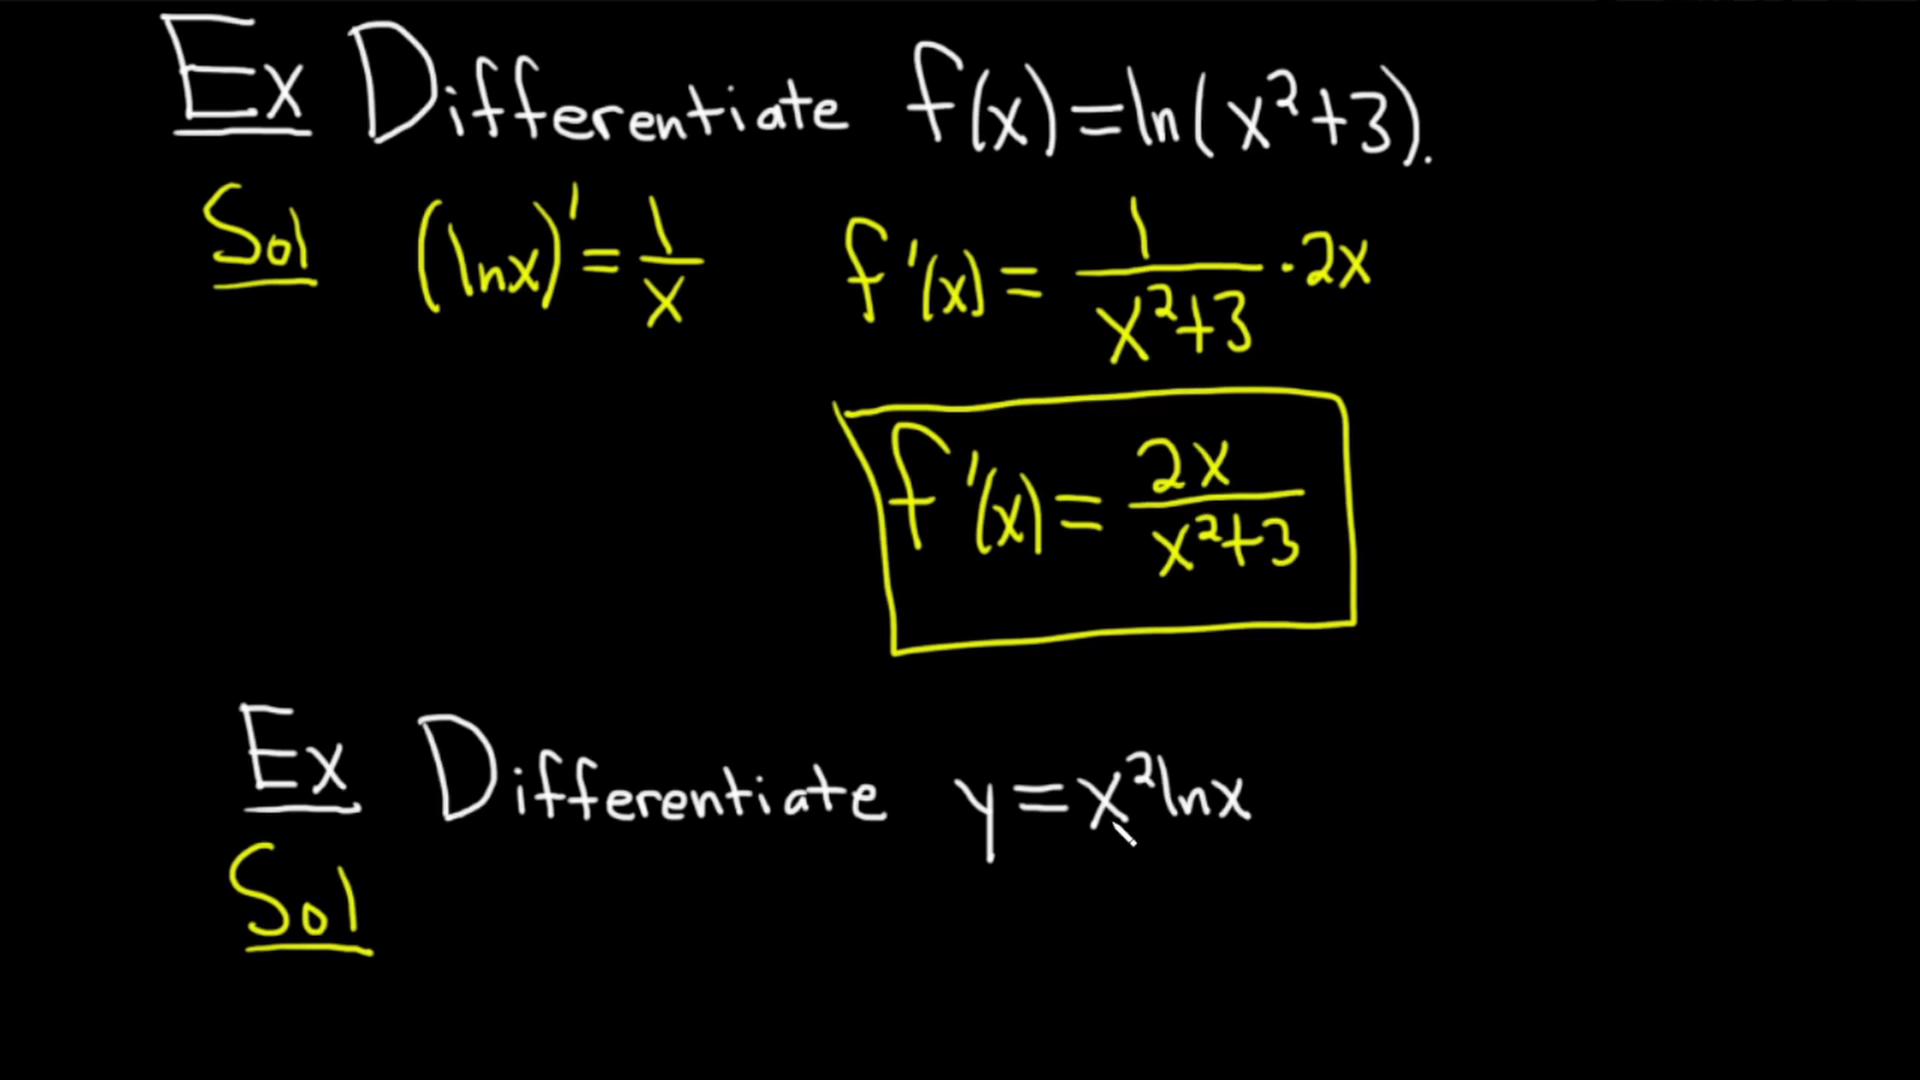 Ex Differentiate f(x)=ln(x²+3).
Sol (lnx)'=1/x f'(x)=1/(x²+3)·2x
f'(x)=2x/(x²+3)
Ex Differentiate y=x²lnx
Sol